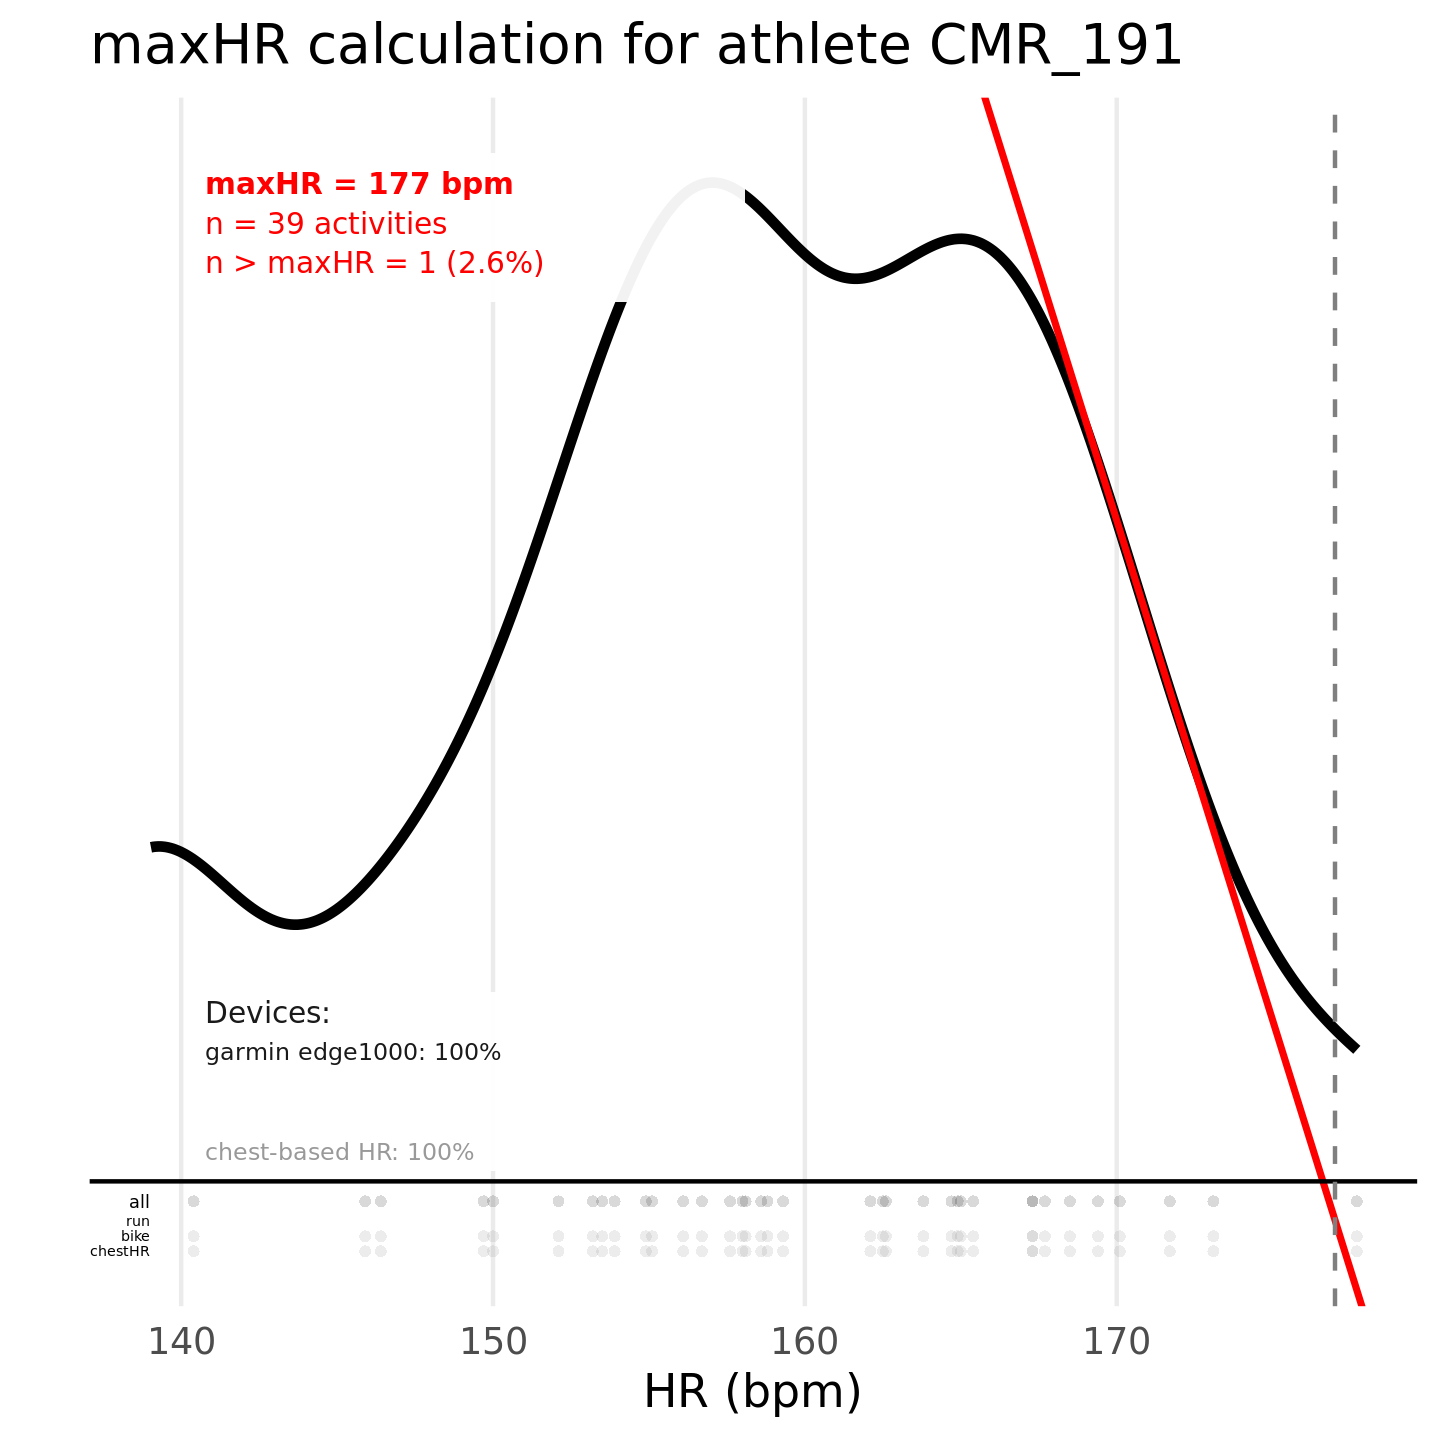 maxHR calculation for athlete CMR_191
maxHR = 177 bpm
n = 39 activities
n > maxHR = 1 (2.6%)
Devices:
garmin edge1000: 100%
chest-based HR: 100%
all
run
bike
chestHR
140 150 160 170
HR (bpm)